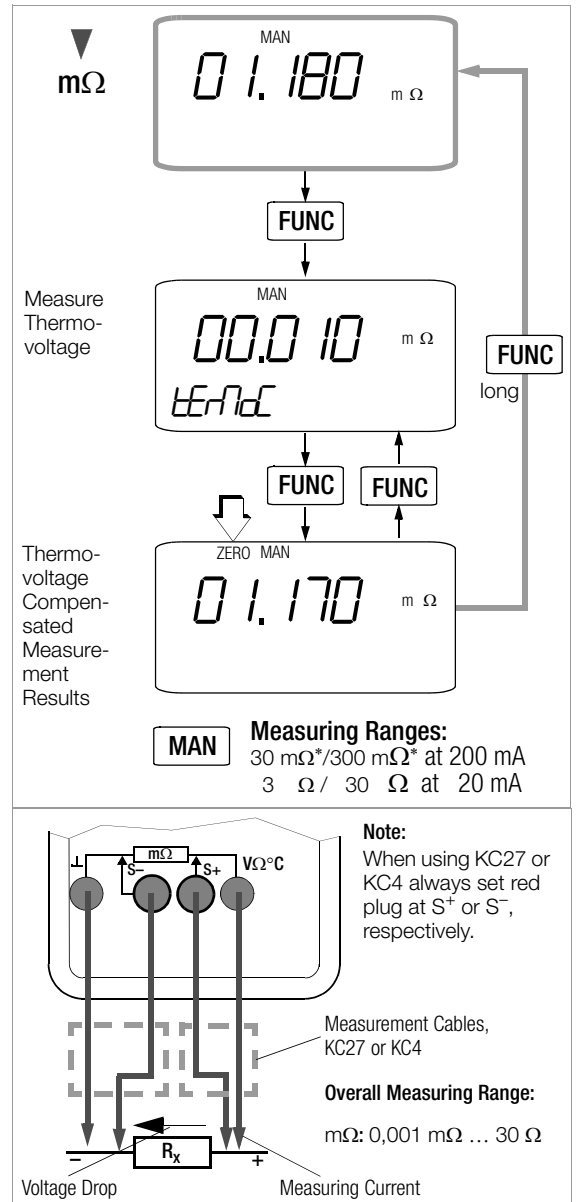 mΩ
MAN
01.180 m Ω
FUNC
Measure
Thermo-
voltage
MAN
00.010 m Ω
tErmoC
FUNC
long
FUNC FUNC
Thermo-
voltage
Compen-
sated
Measure-
ment
Results
ZERO MAN
01.170 m Ω
MAN
Measuring Ranges:
30 mΩ*/300 mΩ* at 200 mA
3 Ω / 30 Ω at 20 mA
⊥ S– mΩ S+ VΩ°C
Note:
When using KC27 or
KC4 always set red
plug at S+ or S–,
respectively.
Measurement Cables,
KC27 or KC4
Overall Measuring Range:
mΩ: 0,001 mΩ … 30 Ω
– Rx +
Voltage Drop
Measuring Current